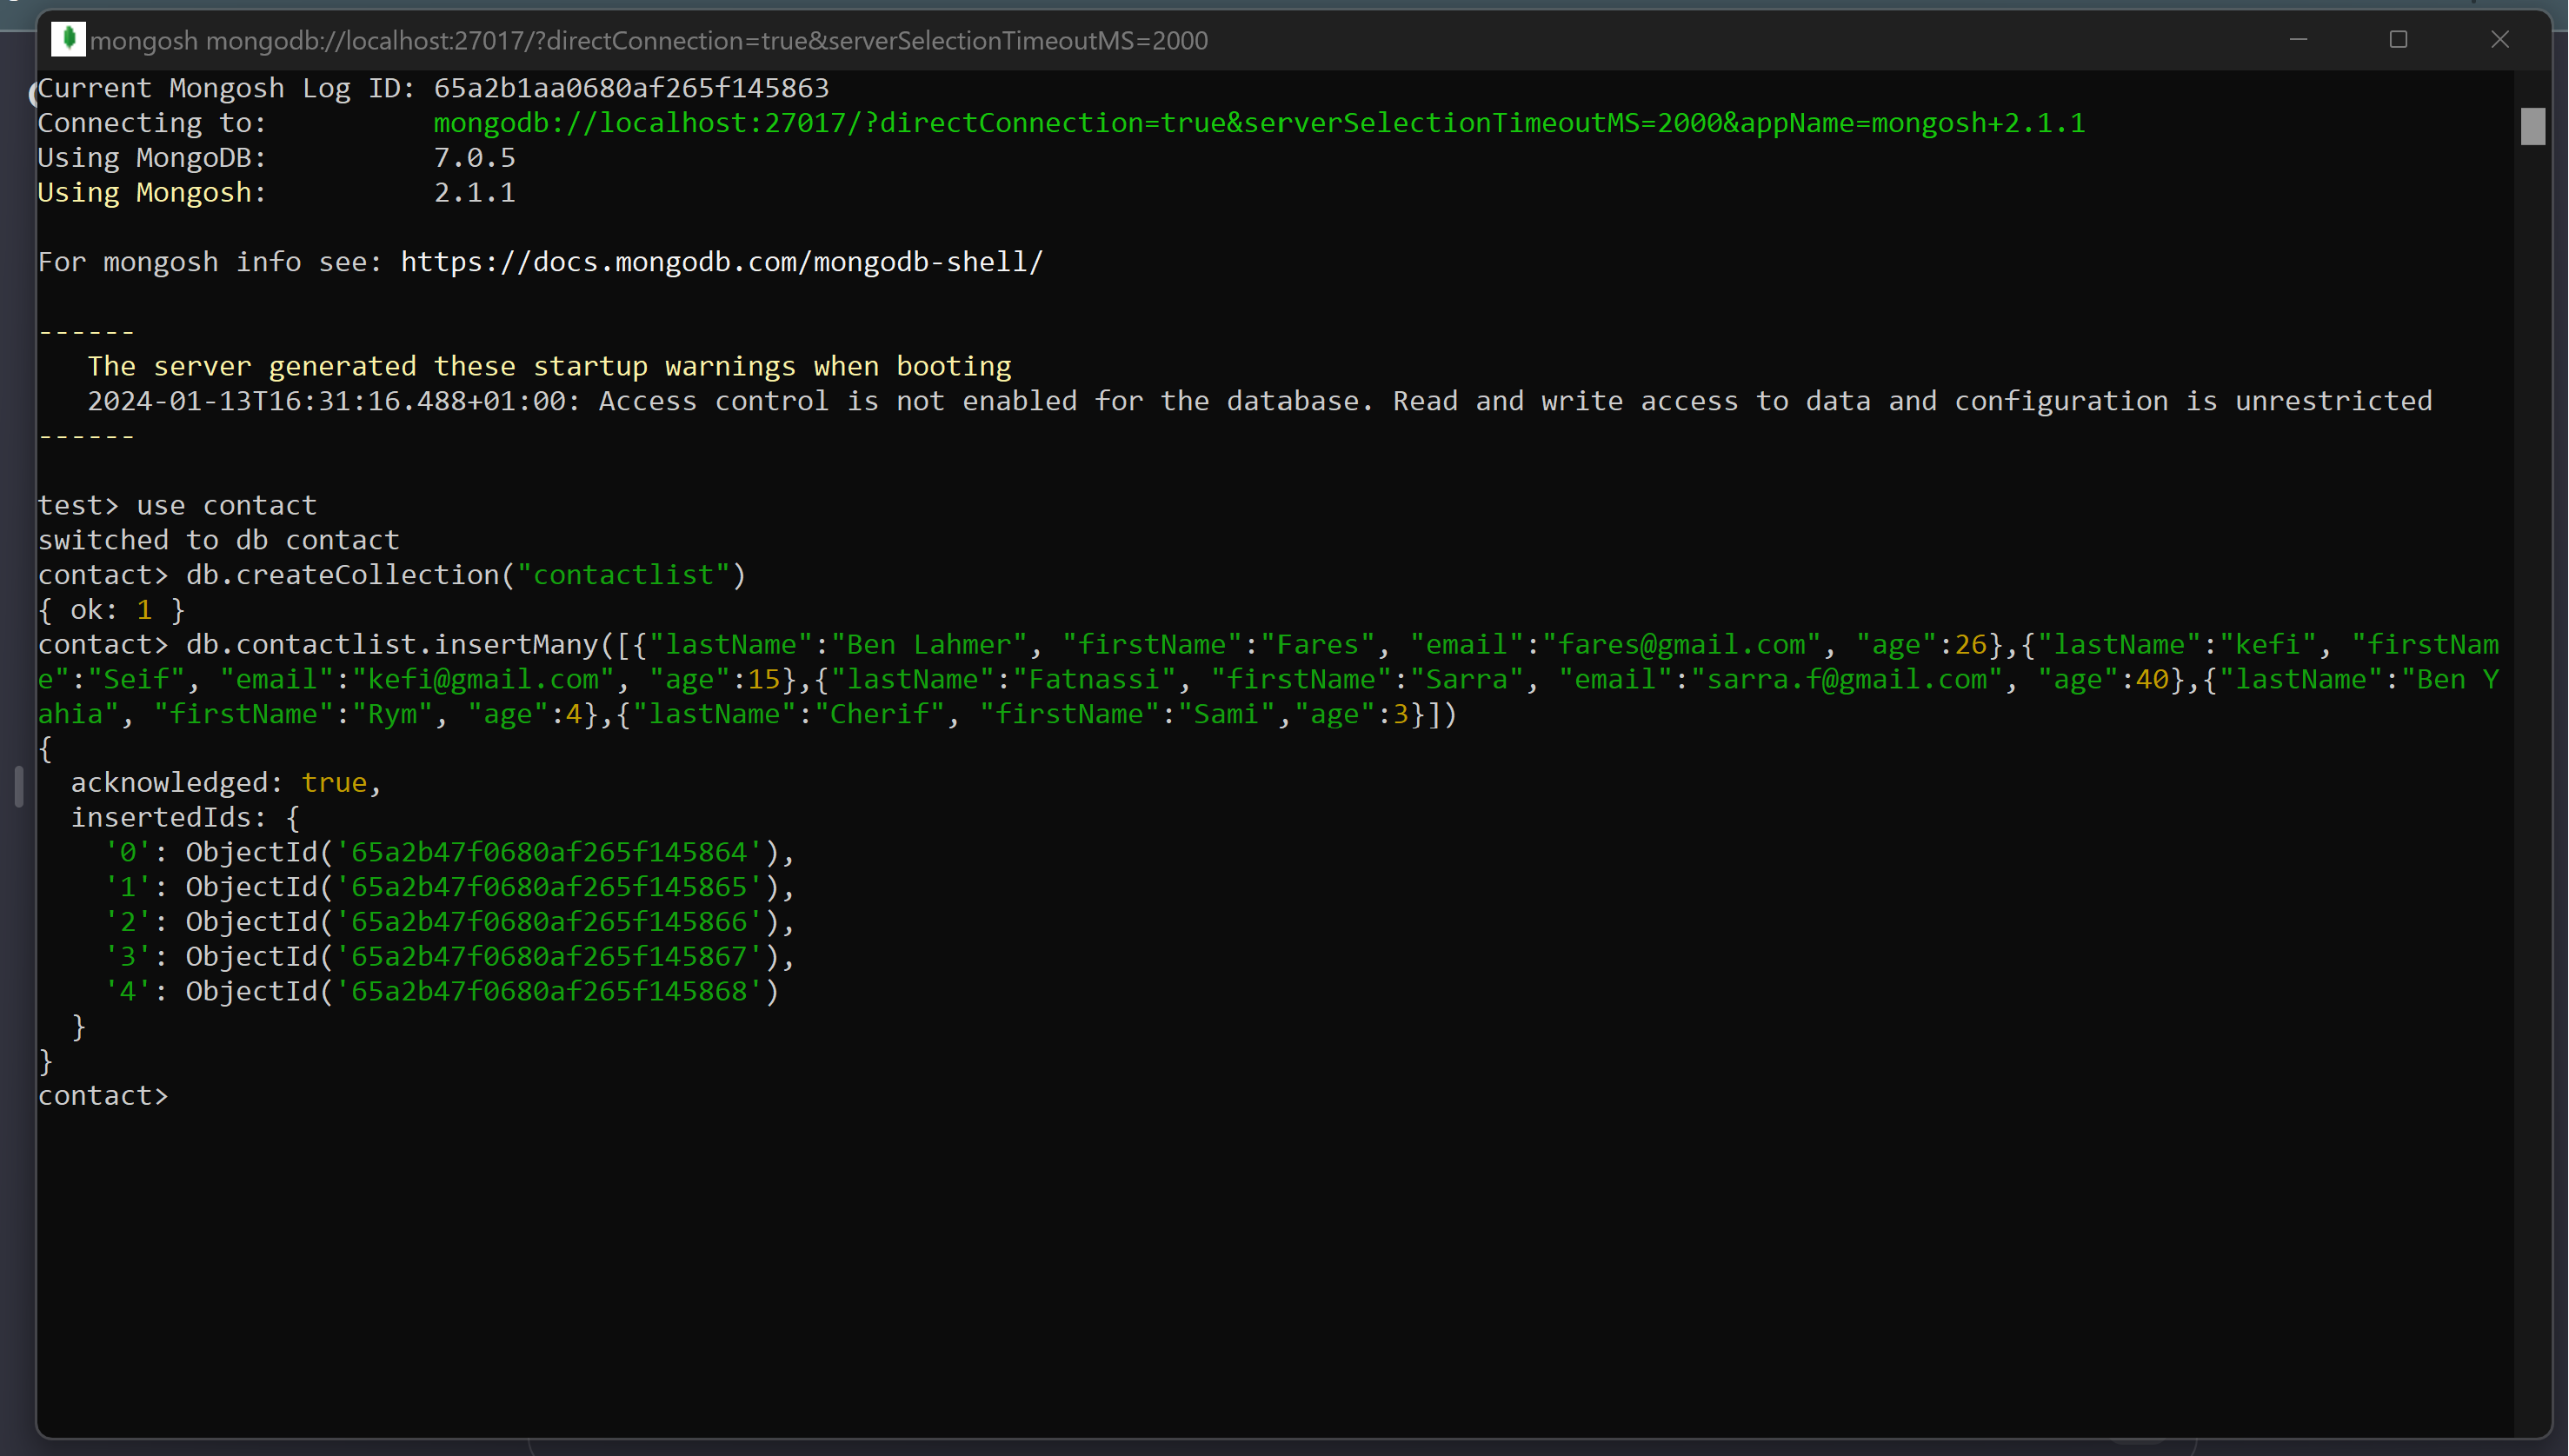 mongosh mongodb://localhost:27017/?directConnection=true&serverSelectionTimeoutMS=2000
Current Mongosh Log ID: 65a2b1aa0680af265f145863
Connecting to:          mongodb://localhost:27017/?directConnection=true&serverSelectionTimeoutMS=2000&appName=mongosh+2.1.1
Using MongoDB:          7.0.5
Using Mongosh:          2.1.1
For mongosh info see: https://docs.mongodb.com/mongodb-shell/
------
   The server generated these startup warnings when booting
   2024-01-13T16:31:16.488+01:00: Access control is not enabled for the database. Read and write access to data and configuration is unrestricted
------
test> use contact
switched to db contact
contact> db.createCollection("contactlist")
{ ok: 1 }
contact> db.contactlist.insertMany([{"lastName":"Ben Lahmer", "firstName":"Fares", "email":"fares@gmail.com", "age":26},{"lastName":"kefi", "firstNam
e":"Seif", "email":"kefi@gmail.com", "age":15},{"lastName":"Fatnassi", "firstName":"Sarra", "email":"sarra.f@gmail.com", "age":40},{"lastName":"Ben Y
ahia", "firstName":"Rym", "age":4},{"lastName":"Cherif", "firstName":"Sami","age":3}])
{
  acknowledged: true,
  insertedIds: {
    '0': ObjectId('65a2b47f0680af265f145864'),
    '1': ObjectId('65a2b47f0680af265f145865'),
    '2': ObjectId('65a2b47f0680af265f145866'),
    '3': ObjectId('65a2b47f0680af265f145867'),
    '4': ObjectId('65a2b47f0680af265f145868')
  }
}
contact>